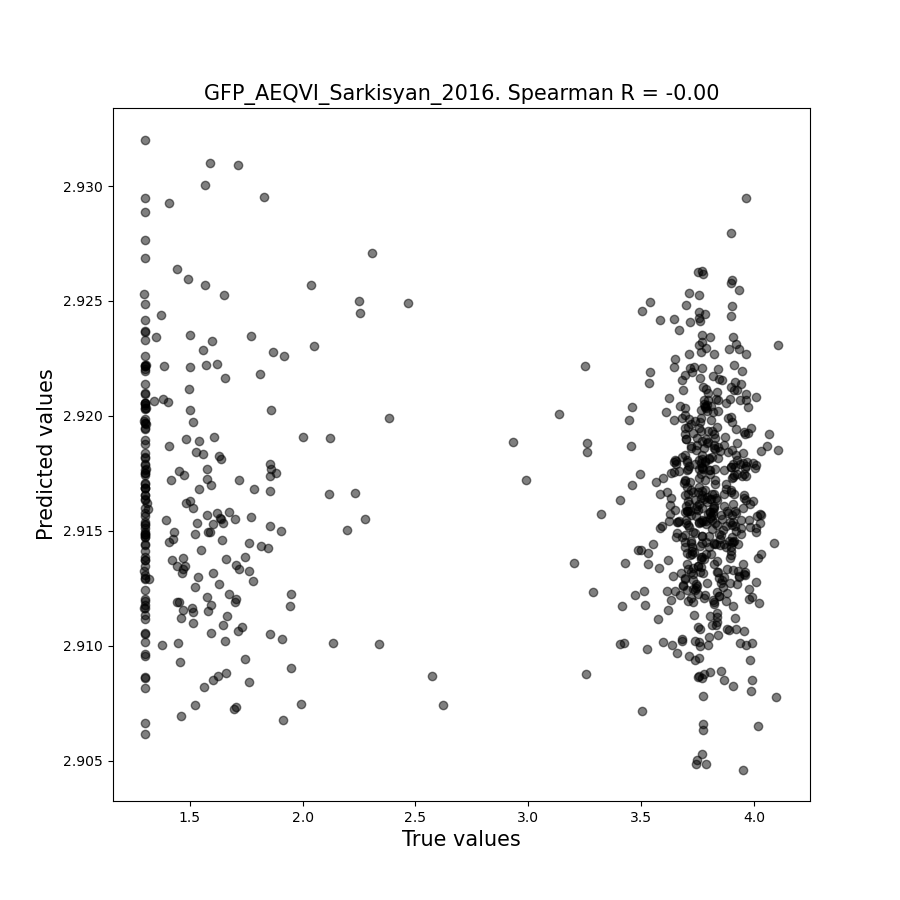 GFP_AEQVI_Sarkisyan_2016. Spearman R = -0.00
Predicted values
2.930
2.925
2.920
2.915
2.910
2.905
1.5 2.0 2.5 3.0 3.5 4.0
True values